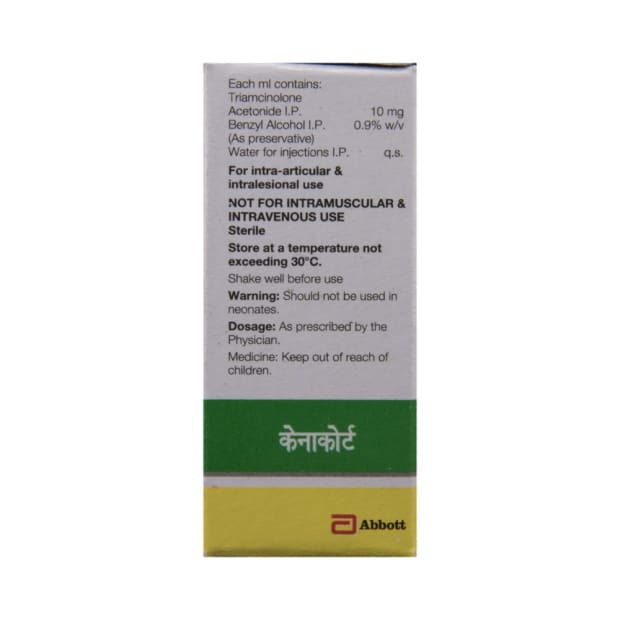 Each ml contains:
Triamcinolone
Acetonide I.P. 10 mg
Benzyl Alcohol I.P. 0.9% w/v
(As preservative)
Water for injections I.P. q.s.
For intra-articular &
intralesional use
NOT FOR INTRAMUSCULAR &
INTRAVENOUS USE
Sterile
Store at a temperature not
exceeding 30°C.
Shake well before use
Warning: Should not be used in
neonates.
Dosage: As prescribed by the
Physician.
Medicine: Keep out of reach of
children.
केनाकोर्ट
Abbott